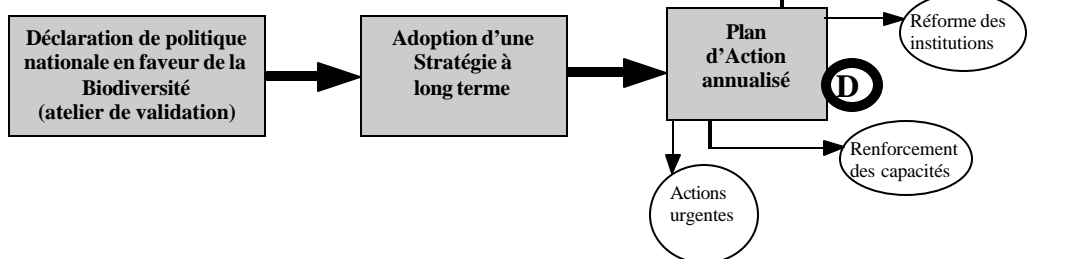 Déclaration de politique
nationale en faveur de la
Biodiversité
(atelier de validation)
Adoption d’une
Stratégie à
long terme
Plan
d’Action
annualisé
D
Réforme des
institutions
Renforcement
des capacités
Actions
urgentes